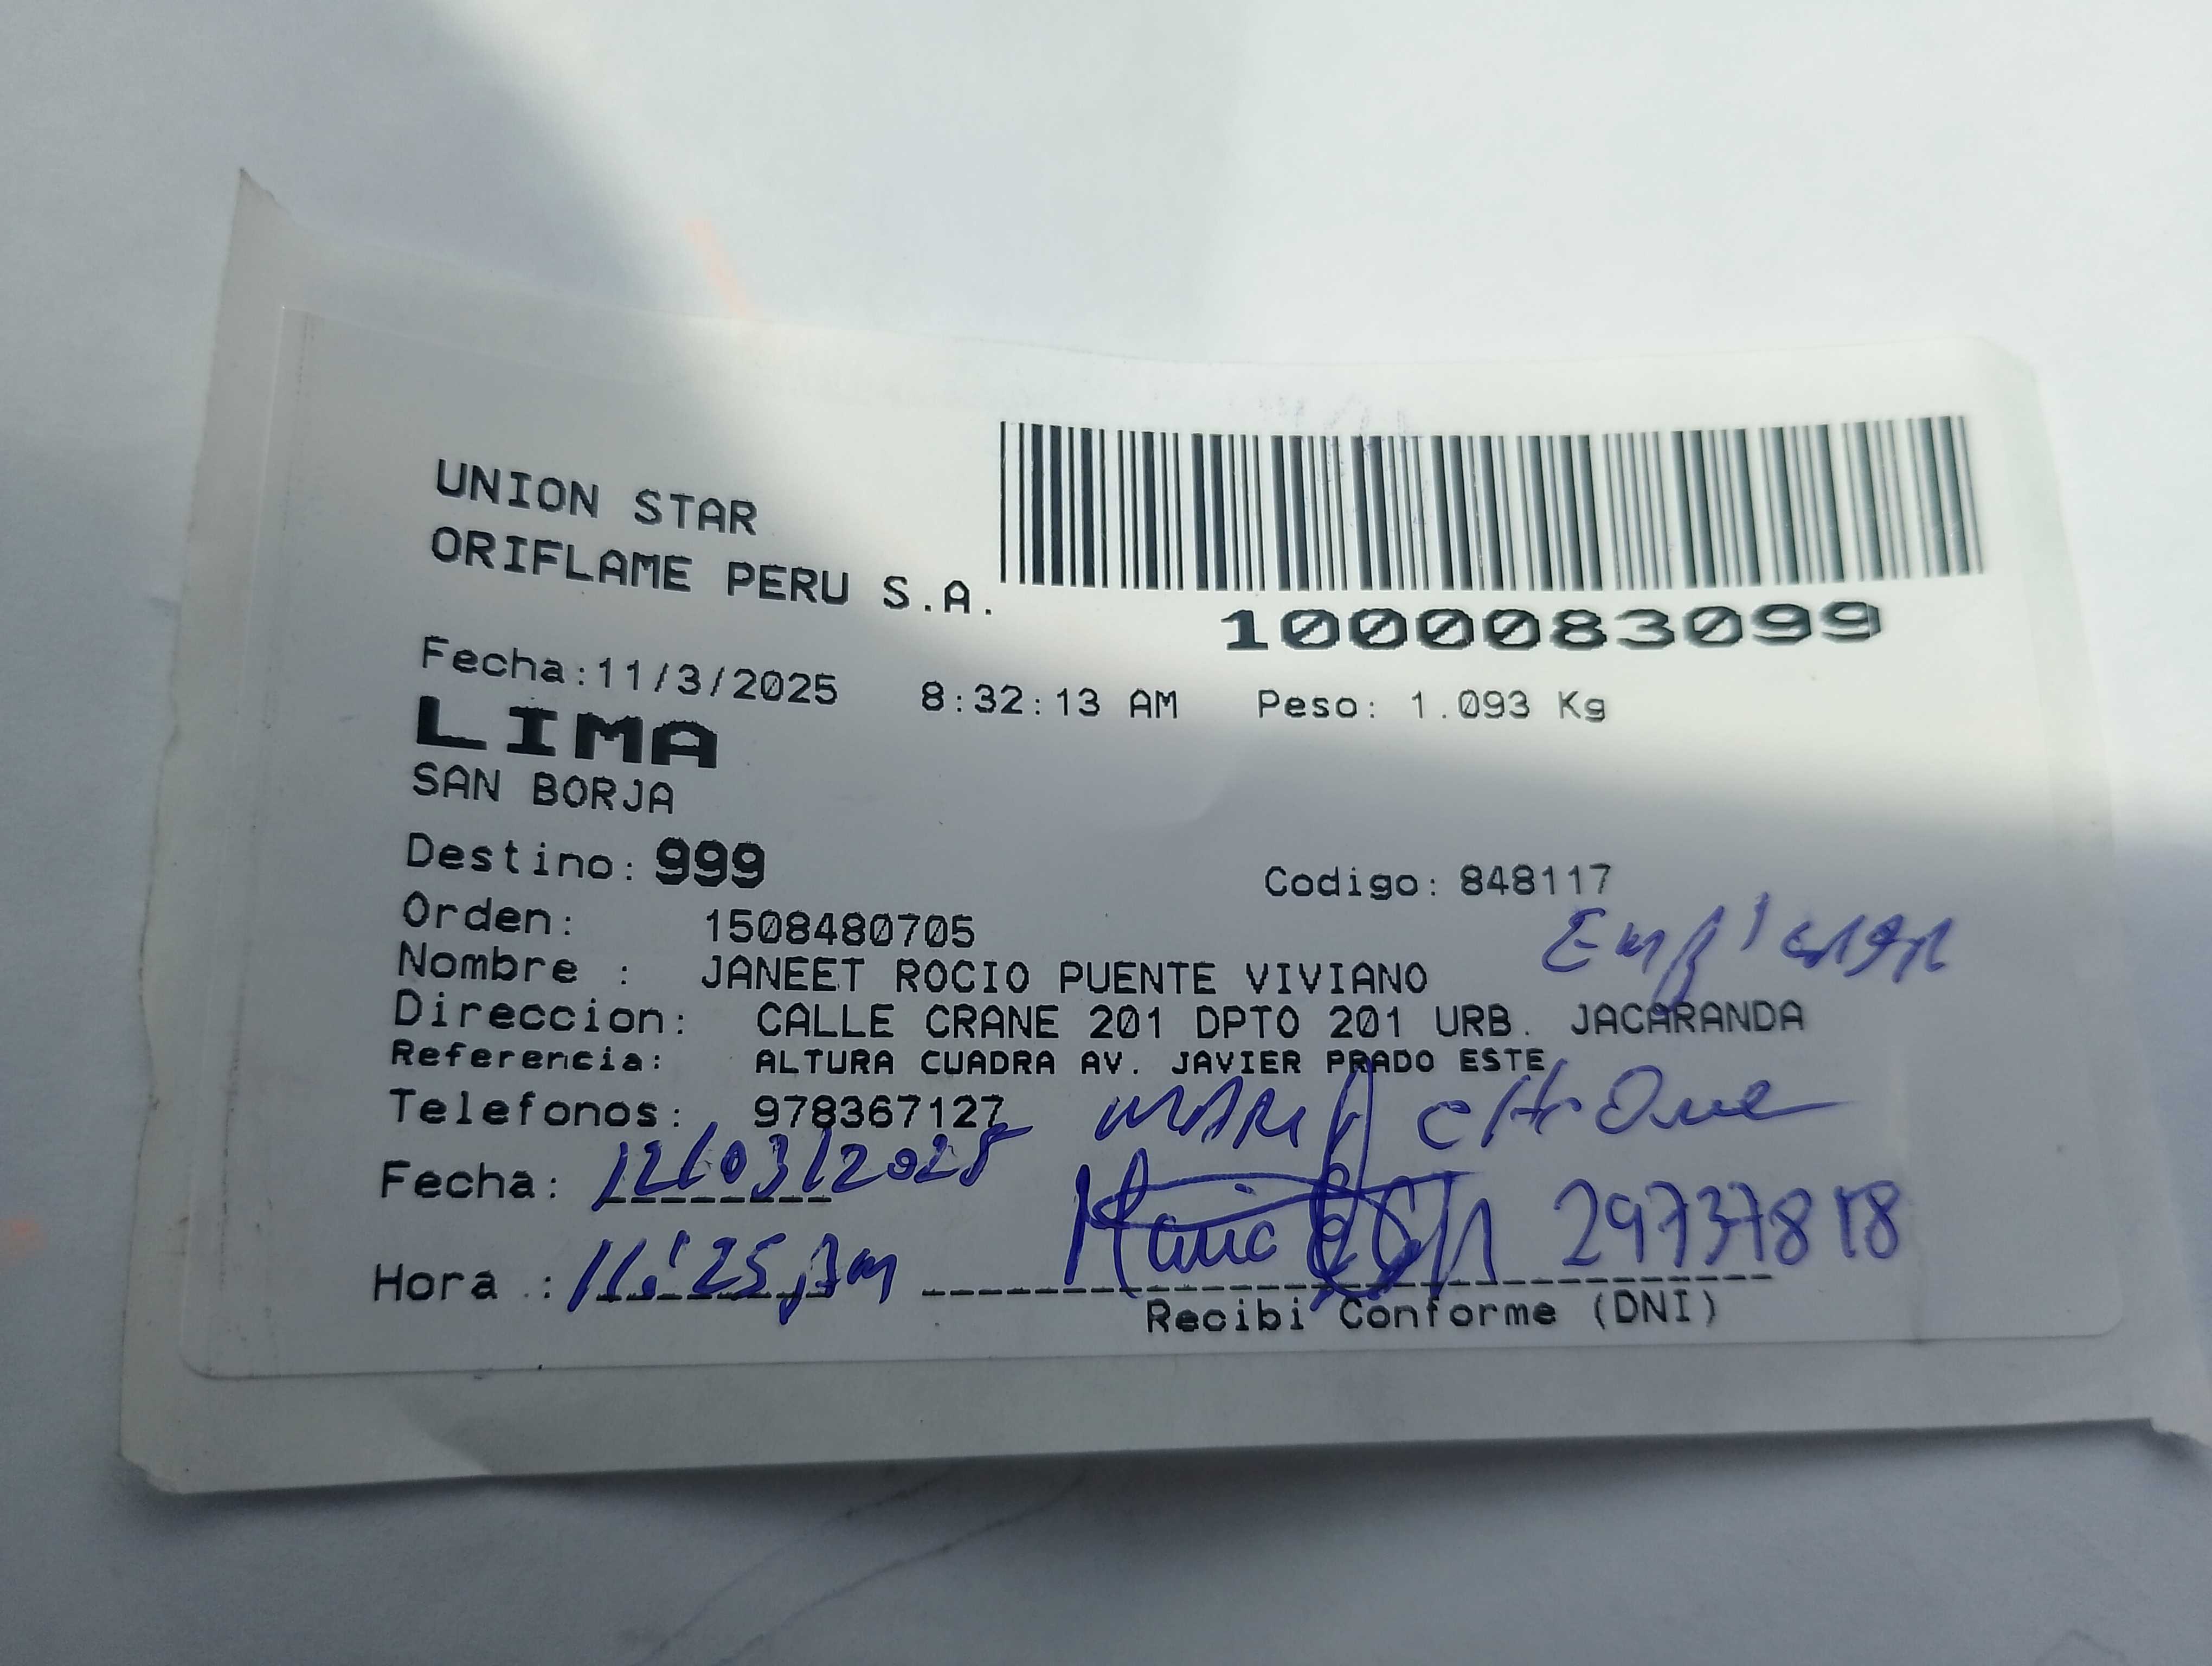 UNION STAR
ORIFLAME PERU S.A.
1000083099
Fecha:11/3/2025 8:32:13 AM Peso: 1.093 Kg
LIMA
SAN BORJA
Destino: 999 Codigo: 848117
Orden: 1508480705
Nombre : JANEET ROCIO PUENTE VIVIANO
Direccion: CALLE CRANE 201 DPTO 201 URB. JACARANDA
Referencia: ALTURA CUADRA AV. JAVIER PRADO ESTE
Telefonos: 978367127
Fecha: 12/03/2025
Hora : 11:25 Am 29737818
Recibi Conforme (DNI)